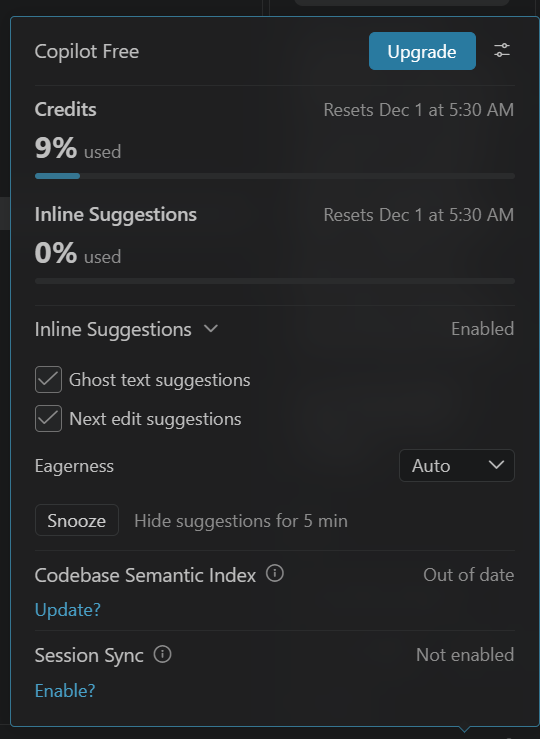 Copilot Free Upgrade
Credits Resets Dec 1 at 5:30 AM
9% used
Inline Suggestions Resets Dec 1 at 5:30 AM
0% used
Inline Suggestions Enabled
Ghost text suggestions
Next edit suggestions
Eagerness Auto
Snooze Hide suggestions for 5 min
Codebase Semantic Index Out of date
Update?
Session Sync Not enabled
Enable?